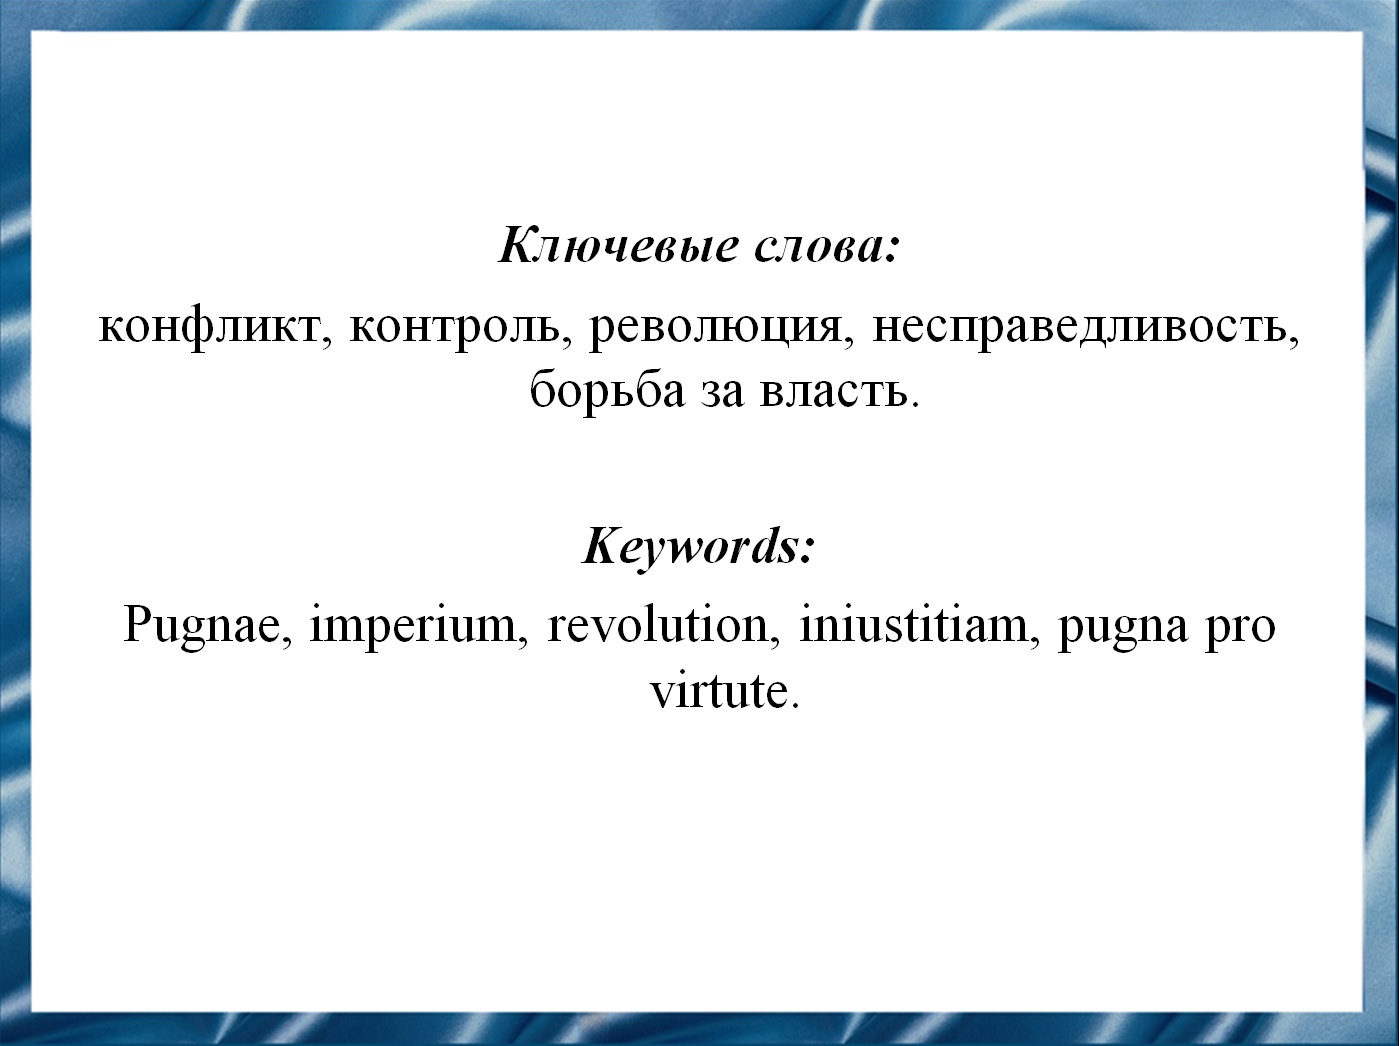 Ключевые слова:
конфликт, контроль, революция, несправедливость,
борьба за власть.
Keywords:
Pugnae, imperium, revolution, iniustitiam, pugna pro
virtute.